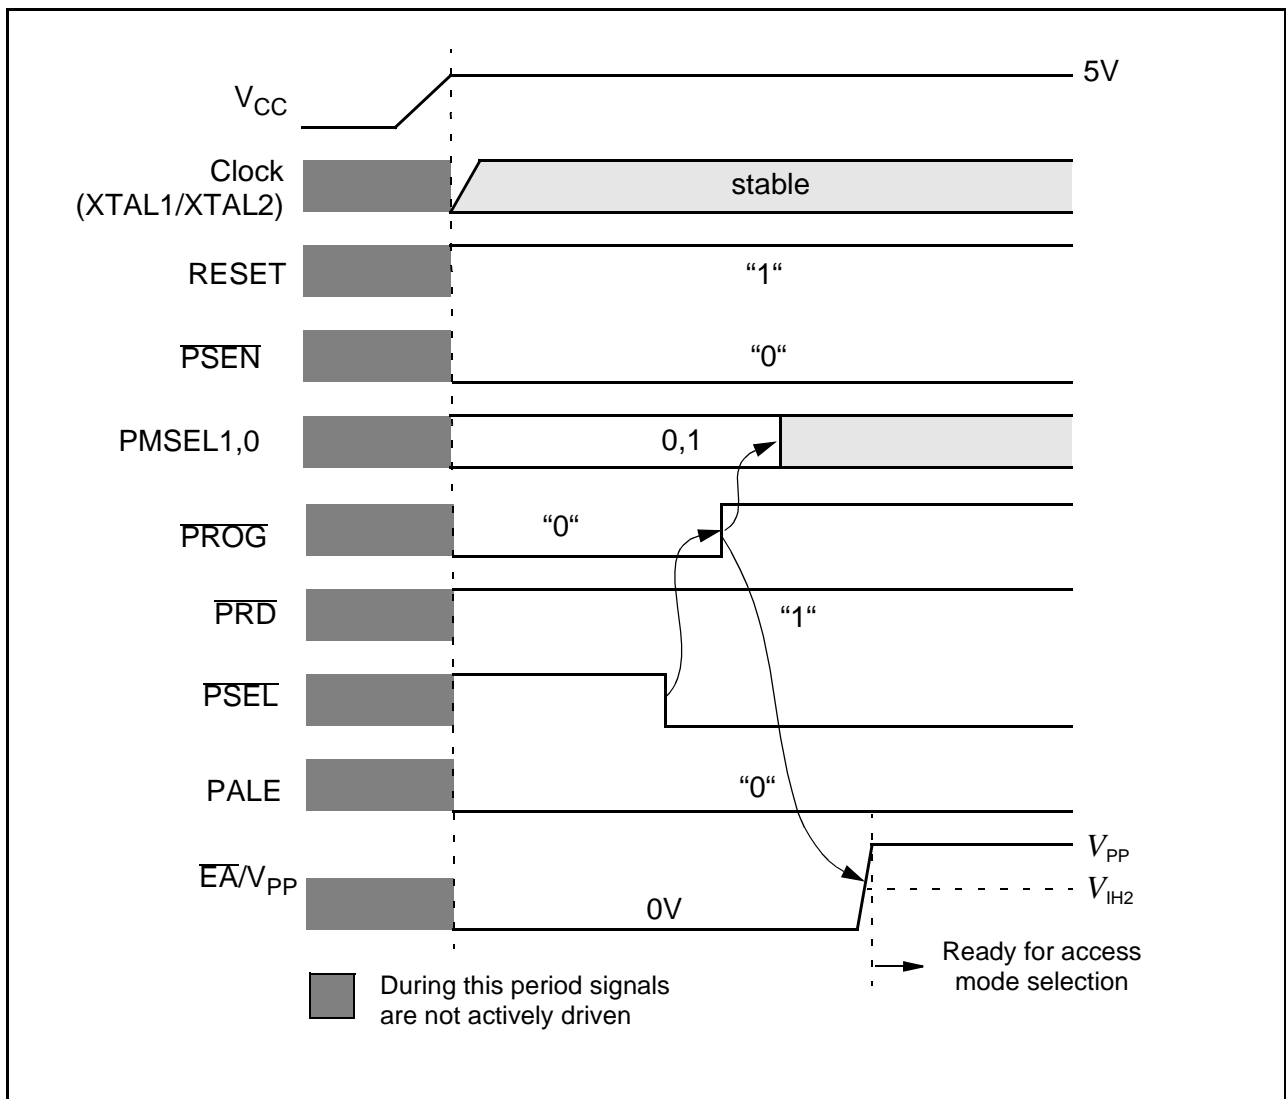 5V
VCC
Clock
(XTAL1/XTAL2)
stable
RESET
“1“
PSEN
“0“
PMSEL1,0
0,1
PROG
“0“
PRD
“1“
PSEL
PALE
“0“
EA/VPP
0V
VPP
VIH2
Ready for access
mode selection
During this period signals
are not actively driven